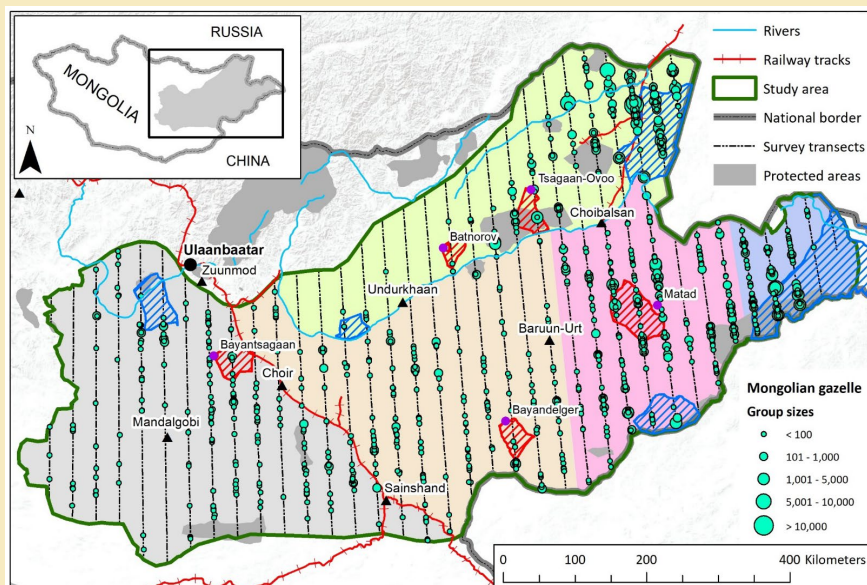 RUSSIA
MONGOLIA
CHINA
N
Rivers
Railway tracks
Study area
National border
Survey transects
Protected areas
Tsagaan-Ovoo
Choibalsan
Batnorov
Ulaanbaatar
Zuunmod
Undurkhaan
Matad
Baruun-Urt
Bayantsagaan
Choir
Mandalgobi
Bayandelger
Sainshand
Mongolian gazelle
Group sizes
< 100
101 - 1,000
1,001 - 5,000
5,001 - 10,000
> 10,000
0 100 200 400 Kilometers